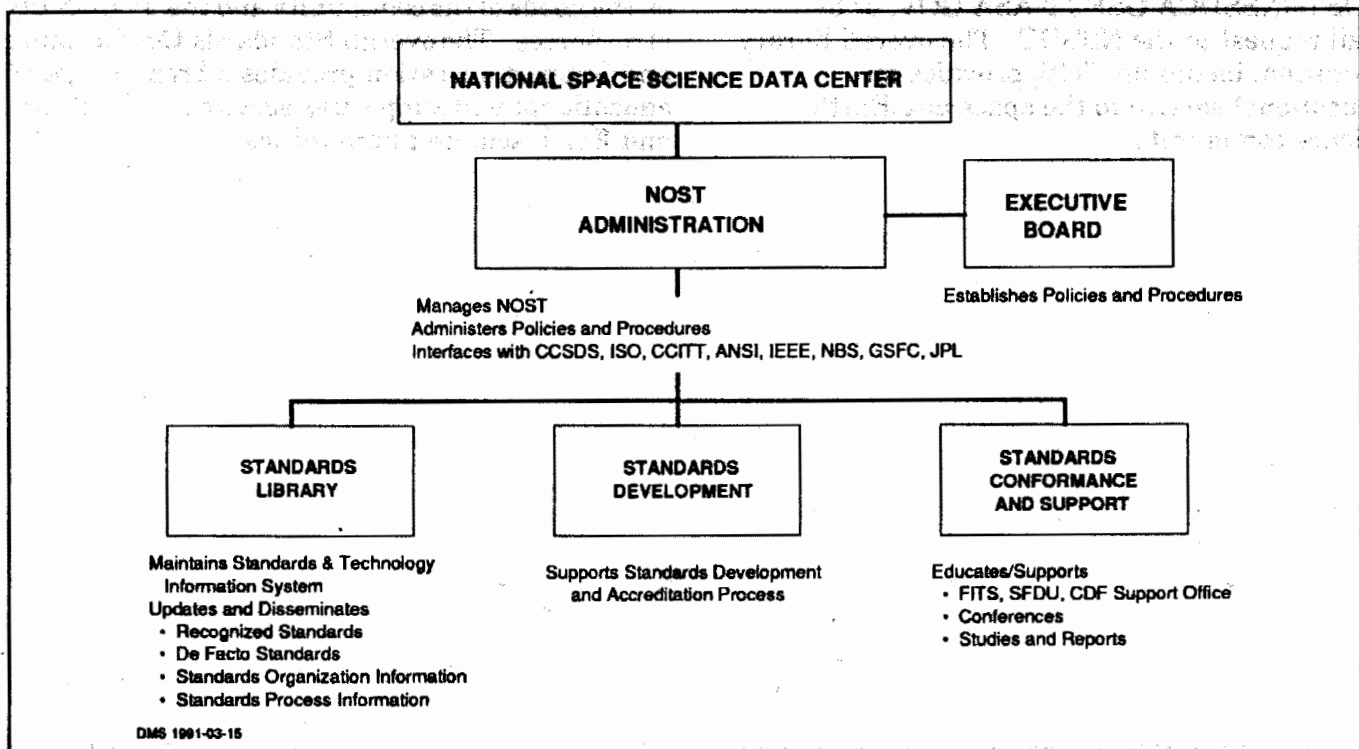 NATIONAL SPACE SCIENCE DATA CENTER
NOST
ADMINISTRATION
EXECUTIVE
BOARD
Establishes Policies and Procedures
Manages NOST
Administers Policies and Procedures
Interfaces with CCSDS, ISO, CCITT, ANSI, IEEE, NBS, GSFC, JPL
STANDARDS
LIBRARY
Maintains Standards & Technology
Information System
Updates and Disseminates
• Recognized Standards
• De Facto Standards
• Standards Organization Information
• Standards Process Information
STANDARDS
DEVELOPMENT
Supports Standards Development
and Accreditation Process
STANDARDS
CONFORMANCE
AND SUPPORT
Educates/Supports
• FITS, SFDU, CDF Support Office
• Conferences
• Studies and Reports
DMS 1991-03-15